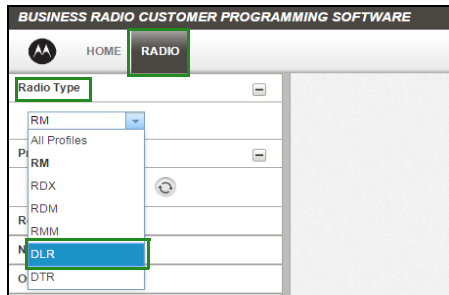 BUSINESS RADIO CUSTOMER PROGRAMMING SOFTWARE
HOME RADIO
Radio Type
RM
All Profiles
RM
RDX
RDM
RMM
DLR
DTR